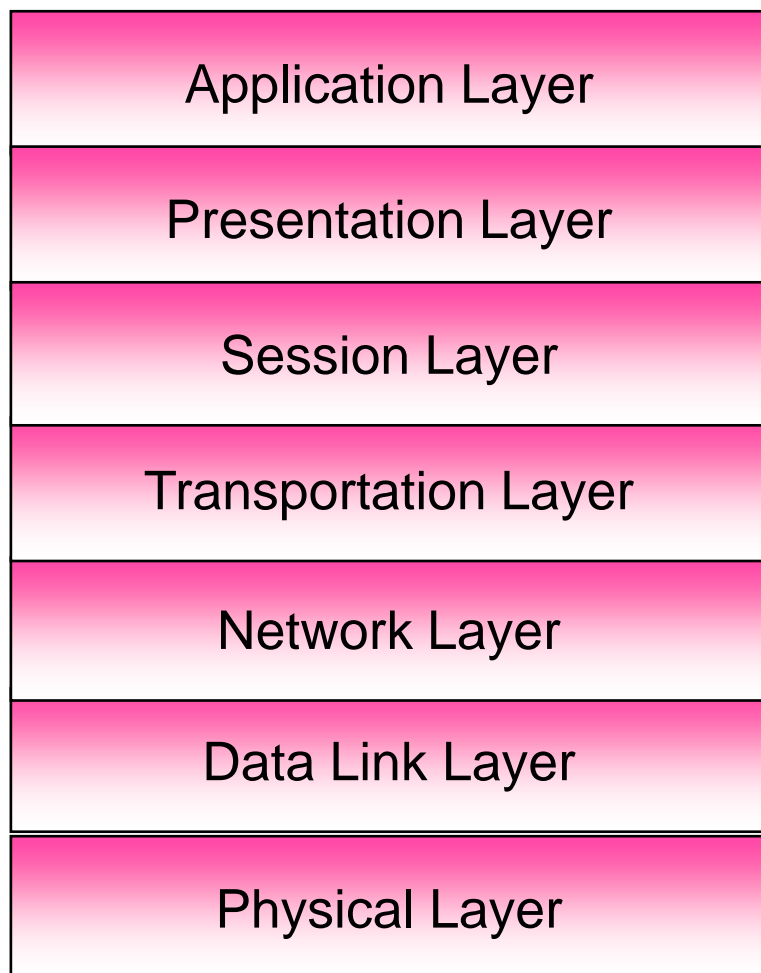 Application Layer
Presentation Layer
Session Layer
Transportation Layer
Network Layer
Data Link Layer
Physical Layer